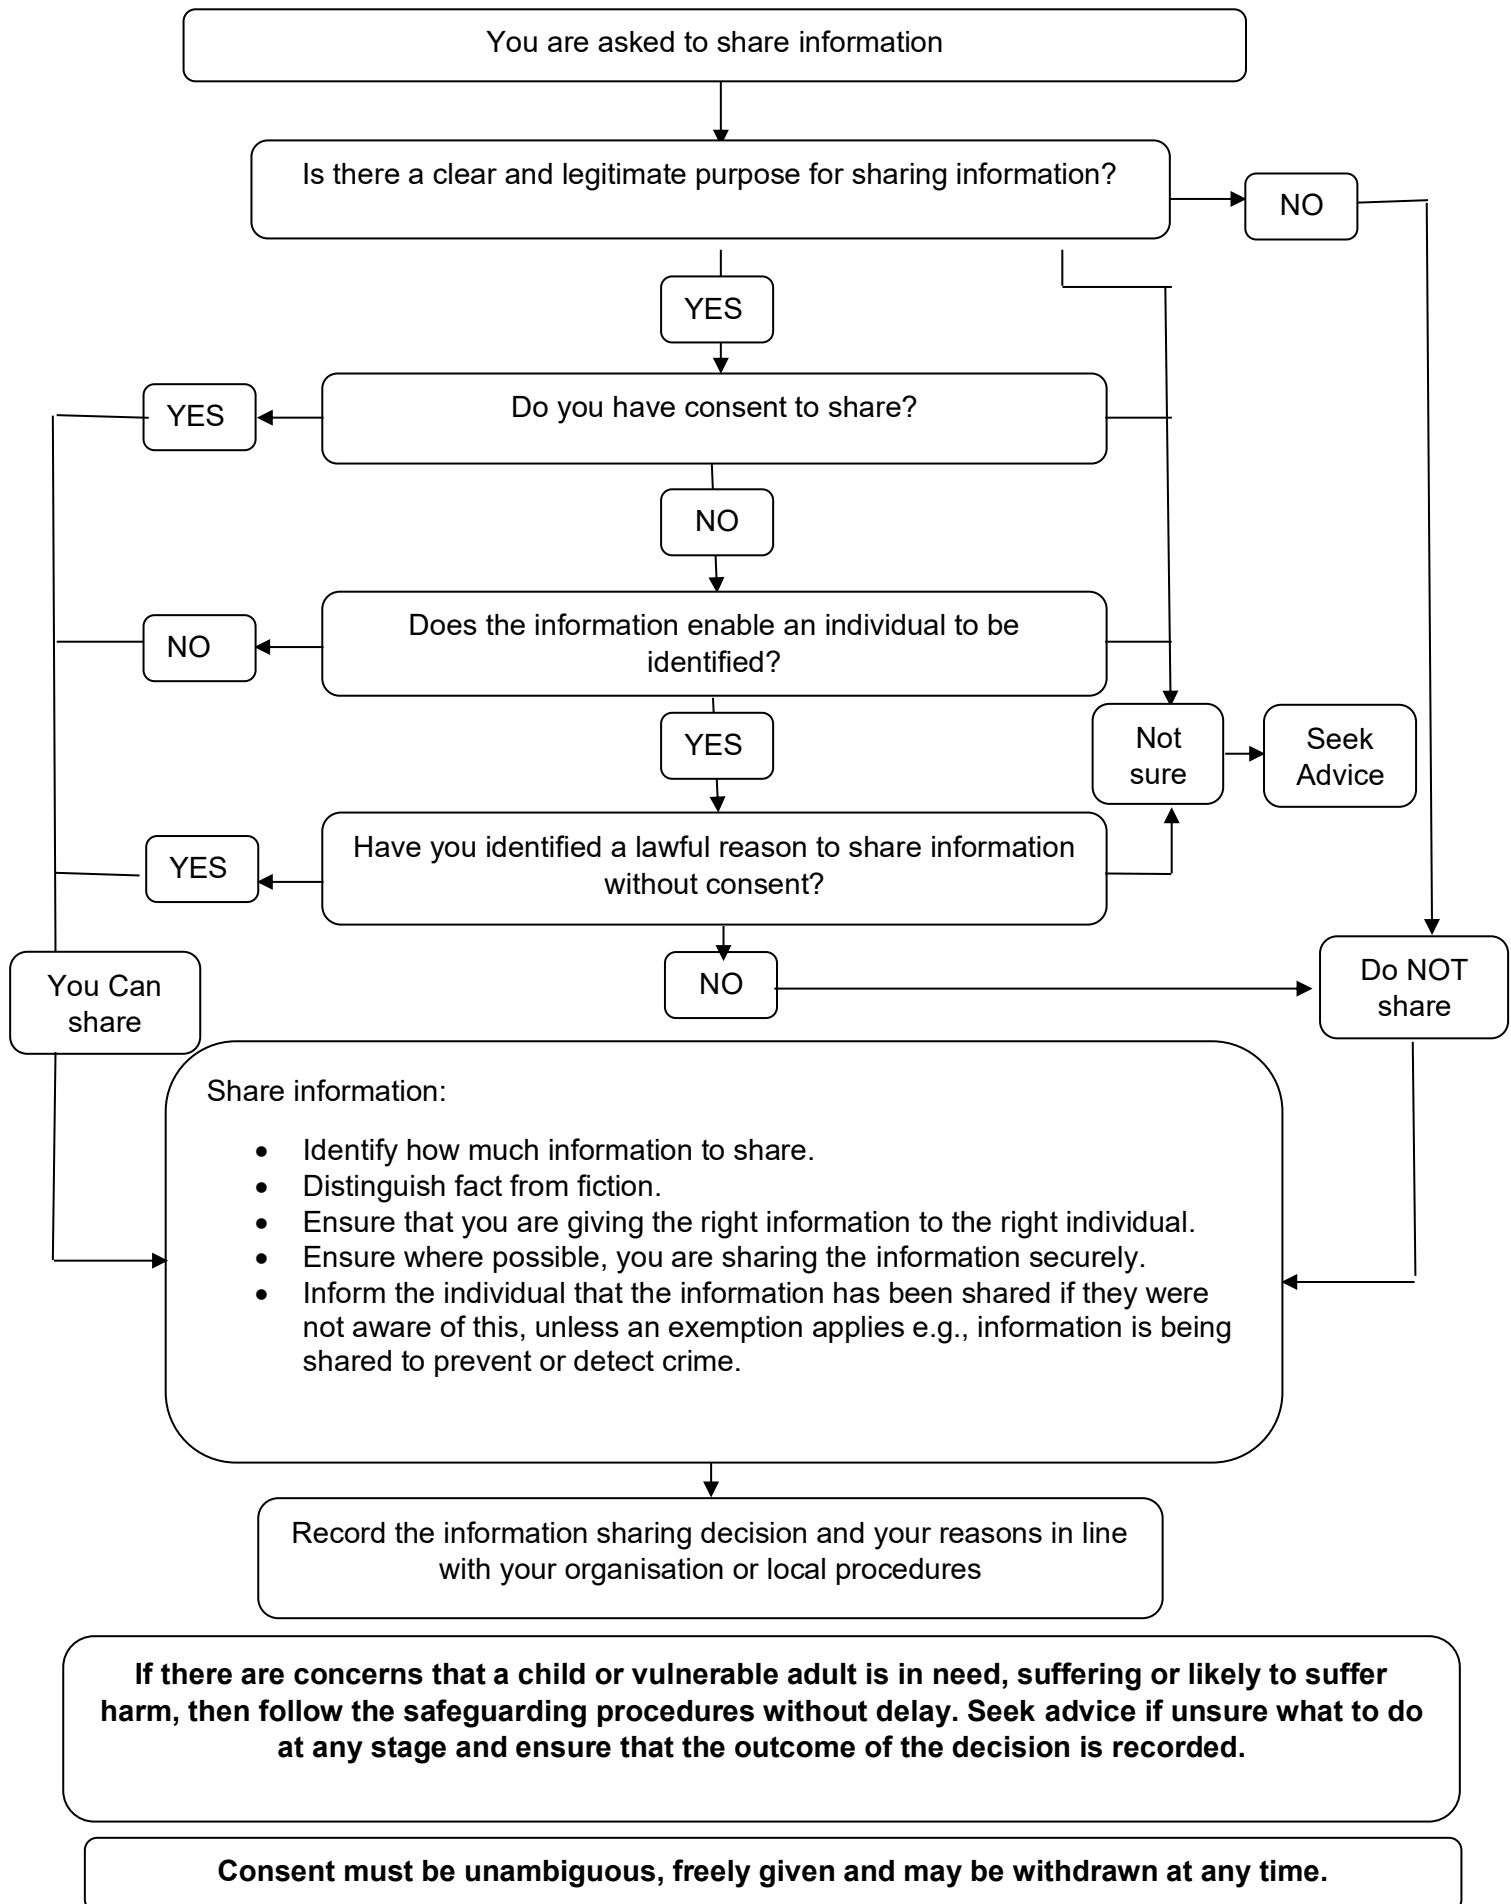 You are asked to share information
Is there a clear and legitimate purpose for sharing information?
NO
YES
Do you have consent to share?
YES
NO
Does the information enable an individual to be
identified?
NO
YES
Not
sure
Seek
Advice
Have you identified a lawful reason to share information
without consent?
YES
NO
You Can
share
Do NOT
share
Share information:
• Identify how much information to share.
• Distinguish fact from fiction.
• Ensure that you are giving the right information to the right individual.
• Ensure where possible, you are sharing the information securely.
• Inform the individual that the information has been shared if they were
not aware of this, unless an exemption applies e.g., information is being
shared to prevent or detect crime.
Record the information sharing decision and your reasons in line
with your organisation or local procedures
If there are concerns that a child or vulnerable adult is in need, suffering or likely to suffer
harm, then follow the safeguarding procedures without delay. Seek advice if unsure what to do
at any stage and ensure that the outcome of the decision is recorded.
Consent must be unambiguous, freely given and may be withdrawn at any time.